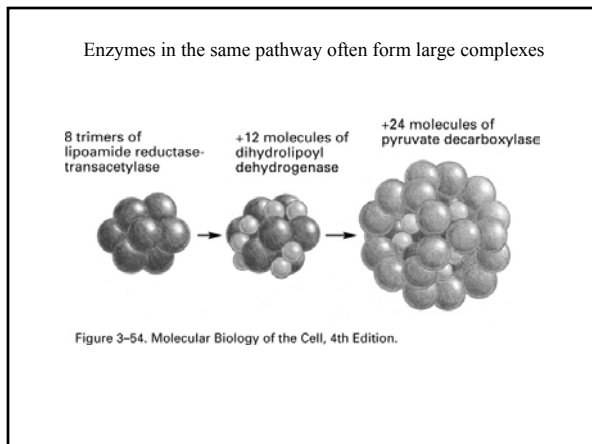 Enzymes in the same pathway often form large complexes
8 trimers of
lipoamide reductase-
transacetylase
+12 molecules of
dihydrolipoyl
dehydrogenase
+24 molecules of
pyruvate decarboxylase
Figure 3–54. Molecular Biology of the Cell, 4th Edition.